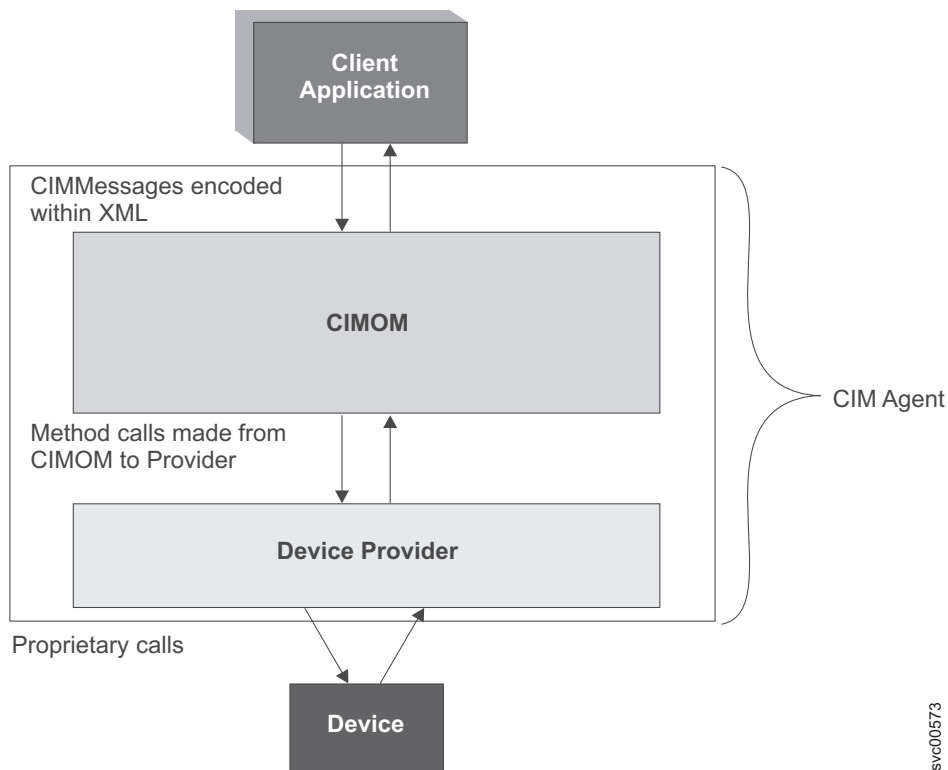 Client
Application
CIMMessages encoded
within XML
CIMOM
CIM Agent
Method calls made from
CIMOM to Provider
Device Provider
Proprietary calls
Device
svc00573